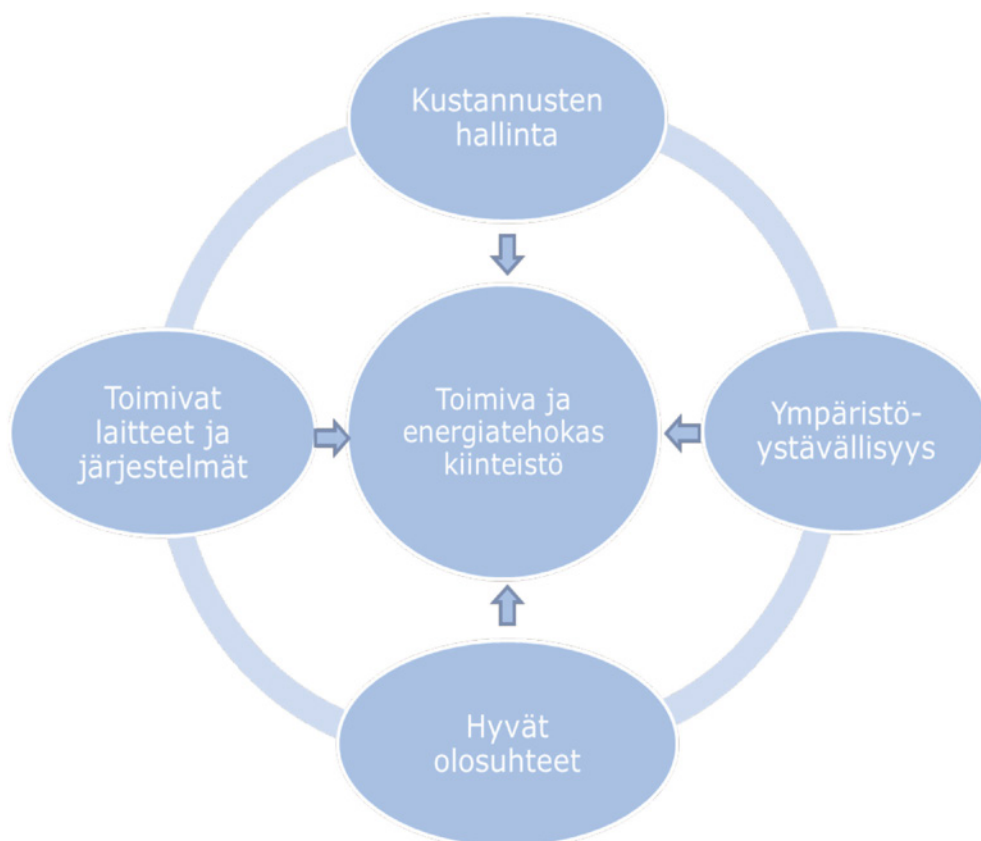 Kustannusten
hallinta
Toimivat
laitteet ja
järjestelmät
Toimiva ja
energiatehokas
kiinteistö
Ympäristö-
ystävällisyys
Hyvät
olosuhteet